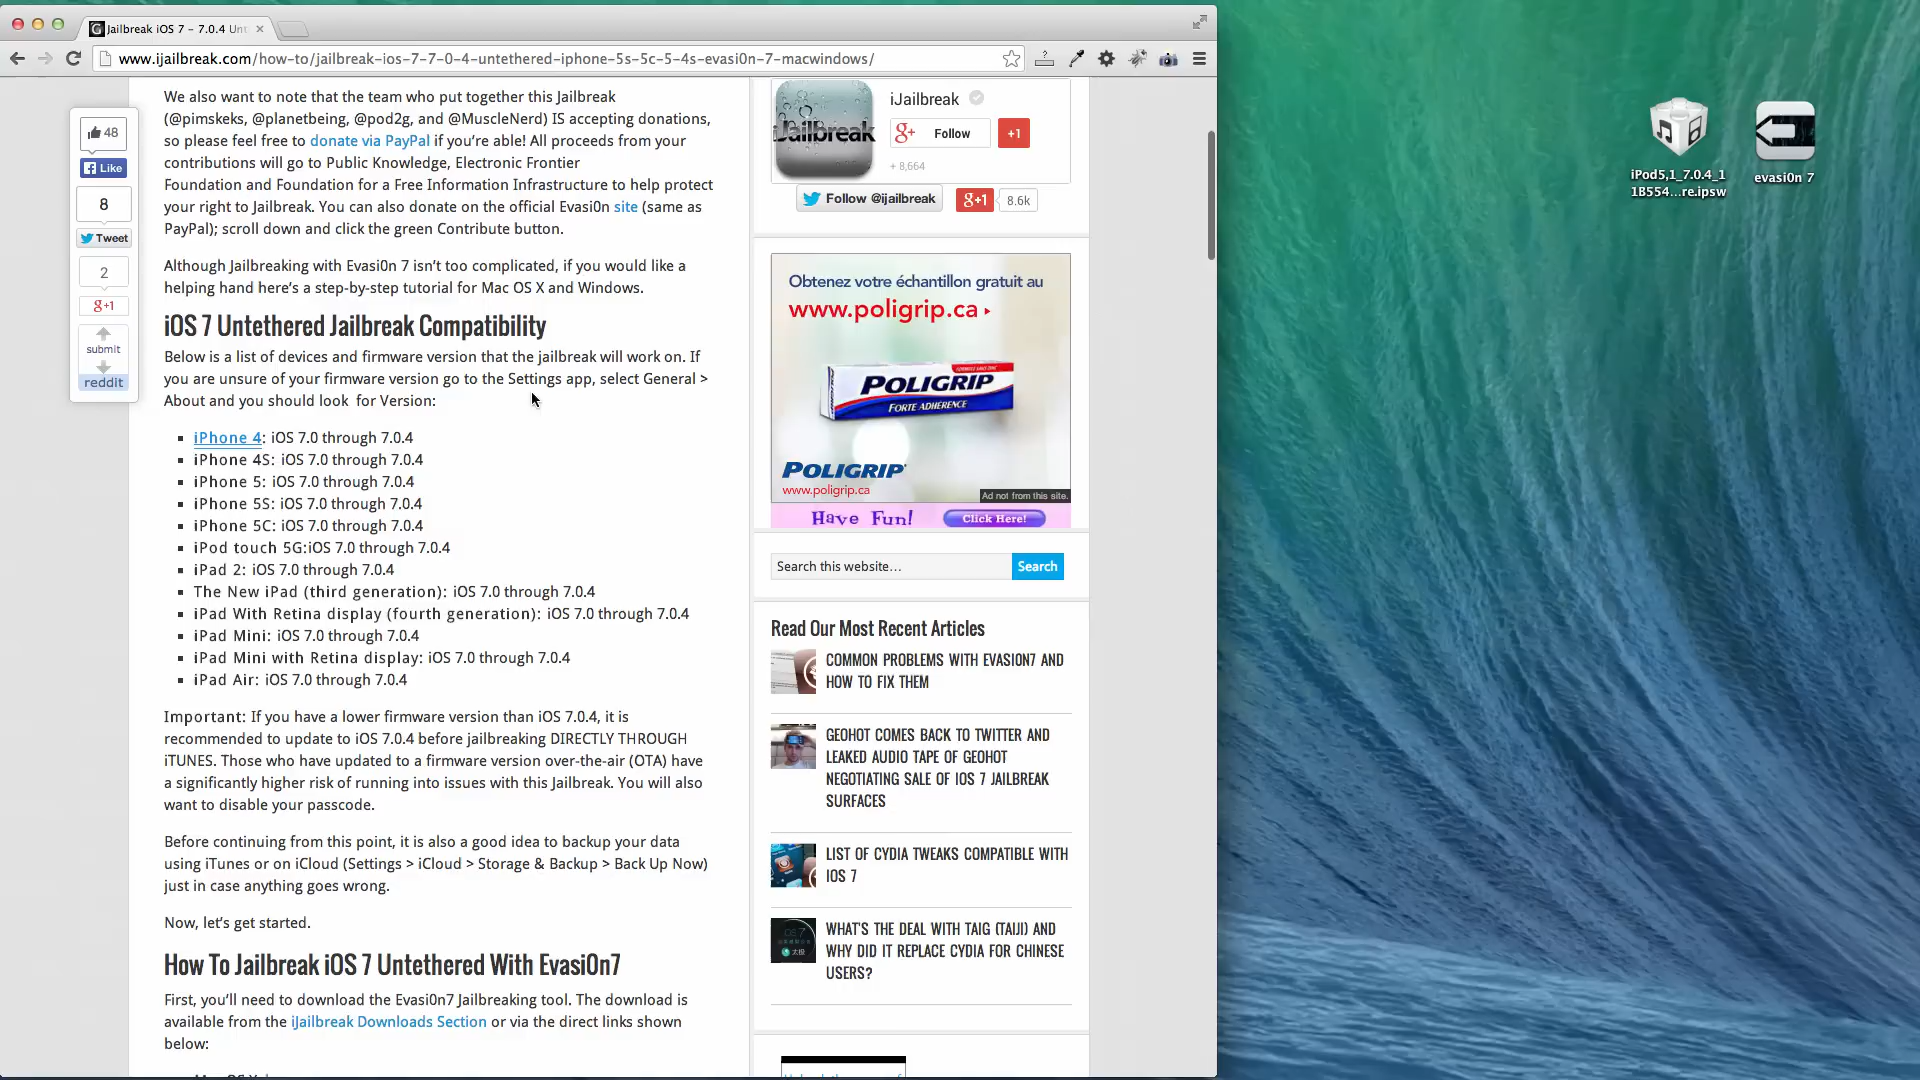 Jailbreak iOS 7 – 7.0.4 Unt
www.ijailbreak.com/how-to/jailbreak-ios-7-7-0-4-untethered-iphone-5s-5c-5-4s-evasi0n-7-macwindows/
We also want to note that the team who put together this Jailbreak
(@pimskeks, @planetbeing, @pod2g, and @MuscleNerd) IS accepting donations,
so please feel free to donate via PayPal if you're able! All proceeds from your
contributions will go to Public Knowledge, Electronic Frontier
Foundation and Foundation for a Free Information Infrastructure to help protect
your right to Jailbreak. You can also donate on the official Evasi0n site (same as
PayPal); scroll down and click the green Contribute button.
Although Jailbreaking with Evasi0n 7 isn't too complicated, if you would like a
helping hand here's a step-by-step tutorial for Mac OS X and Windows.
iOS 7 Untethered Jailbreak Compatibility
Below is a list of devices and firmware version that the jailbreak will work on. If
you are unsure of your firmware version go to the Settings app, select General >
About and you should look for Version:
iPhone 4: iOS 7.0 through 7.0.4
iPhone 4S: iOS 7.0 through 7.0.4
iPhone 5: iOS 7.0 through 7.0.4
iPhone 5S: iOS 7.0 through 7.0.4
iPhone 5C: iOS 7.0 through 7.0.4
iPod touch 5G:iOS 7.0 through 7.0.4
iPad 2: iOS 7.0 through 7.0.4
The New iPad (third generation): iOS 7.0 through 7.0.4
iPad With Retina display (fourth generation): iOS 7.0 through 7.0.4
iPad Mini: iOS 7.0 through 7.0.4
iPad Mini with Retina display: iOS 7.0 through 7.0.4
iPad Air: iOS 7.0 through 7.0.4
Important: If you have a lower firmware version than iOS 7.0.4, it is
recommended to update to iOS 7.0.4 before jailbreaking DIRECTLY THROUGH
iTUNES. Those who have updated to a firmware version over-the-air (OTA) have
a significantly higher risk of running into issues with this Jailbreak. You will also
want to disable your passcode.
Before continuing from this point, it is also a good idea to backup your data
using iTunes or on iCloud (Settings > iCloud > Storage & Backup > Back Up Now)
just in case anything goes wrong.
Now, let's get started.
How To Jailbreak iOS 7 Untethered With Evasi0n7
First, you'll need to download the Evasi0n7 Jailbreaking tool. The download is
available from the iJailbreak Downloads Section or via the direct links shown
below:
48
Like
8
Tweet
2
g+1
submit
reddit
iJailbreak
iJailbreak
g+ Follow
+1
+ 8,664
Follow @ijailbreak
g+1
8.6k
Obtenez votre échantillon gratuit au
www.poligrip.ca
POLIGRIP
FORTE ADHÉRENCE
POLIGRIP
www.poligrip.ca
Ad not from this site.
Have Fun!
Click Here!
Search this website…
Search
Read Our Most Recent Articles
COMMON PROBLEMS WITH EVASION7 AND
HOW TO FIX THEM
GEOHOT COMES BACK TO TWITTER AND
LEAKED AUDIO TAPE OF GEOHOT
NEGOTIATING SALE OF IOS 7 JAILBREAK
SURFACES
LIST OF CYDIA TWEAKS COMPATIBLE WITH
IOS 7
WHAT'S THE DEAL WITH TAIG (TAIJI) AND
WHY DID IT REPLACE CYDIA FOR CHINESE
USERS?
iPod5,1_7.0.4_1
1B554...re.ipsw
evasi0n 7